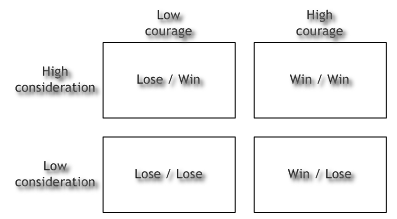 Low
courage
High
courage
High
consideration
Lose / Win
Win / Win
Low
consideration
Lose / Lose
Win / Lose